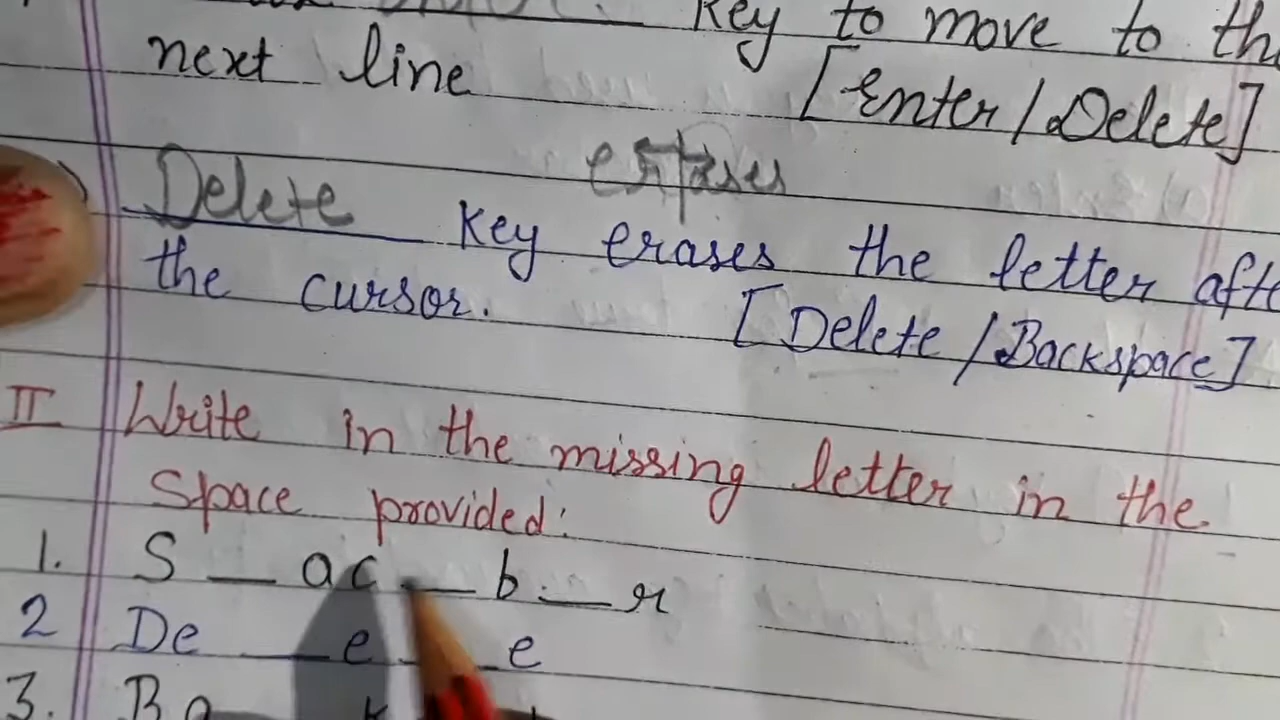 Key to move to th
next line [Enter/Delete]
erases
Delete Key erases the letter afte
the cursor. [Delete/Backspace]
II Write in the missing letter in the
Space provided:
1. S __ ac __ b __ r
2 De __ e __ e
3. Ba